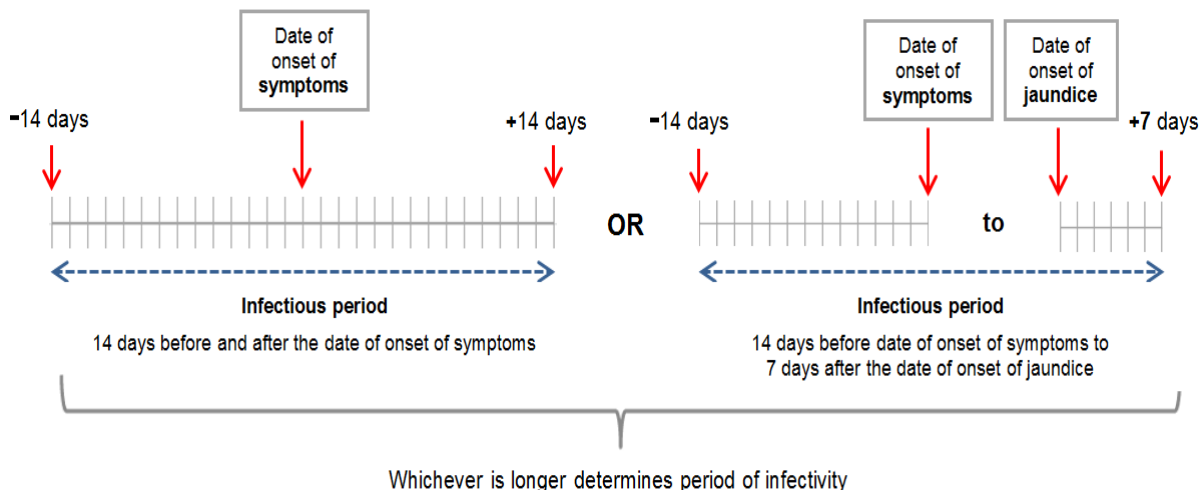 Date of
onset of
symptoms
-14 days
+14 days
Infectious period
14 days before and after the date of onset of symptoms
OR
Date of
onset of
symptoms
Date of
onset of
jaundice
-14 days
+7 days
to
Infectious period
14 days before date of onset of symptoms to
7 days after the date of onset of jaundice
Whichever is longer determines period of infectivity